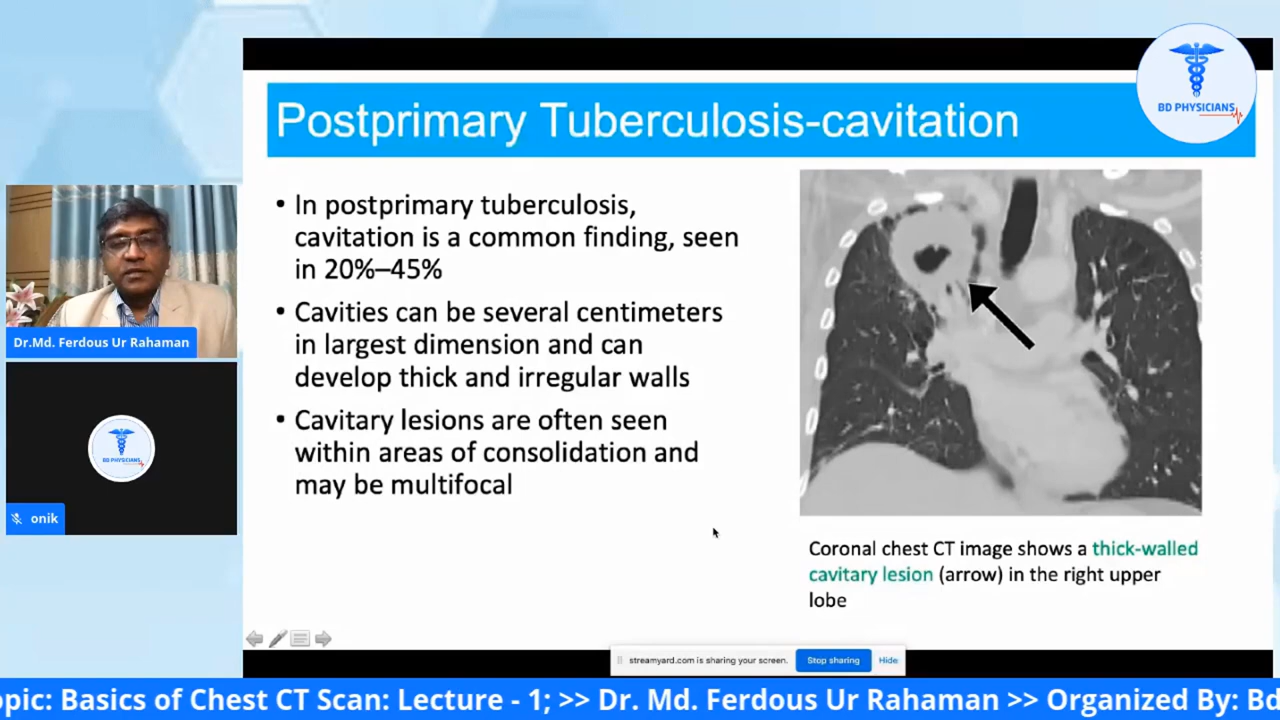 BD PHYSICIANS
Postprimary Tuberculosis-cavitation
• In postprimary tuberculosis,
cavitation is a common finding, seen
in 20%–45%
• Cavities can be several centimeters
in largest dimension and can
develop thick and irregular walls
• Cavitary lesions are often seen
within areas of consolidation and
may be multifocal
Coronal chest CT image shows a thick-walled
cavitary lesion (arrow) in the right upper
lobe
Dr.Md. Ferdous Ur Rahaman
BD PHYSICIANS
onik
streamyard.com is sharing your screen.
Stop sharing
Hide
opic: Basics of Chest CT Scan: Lecture - 1; >> Dr. Md. Ferdous Ur Rahaman >> Organized By: Bd